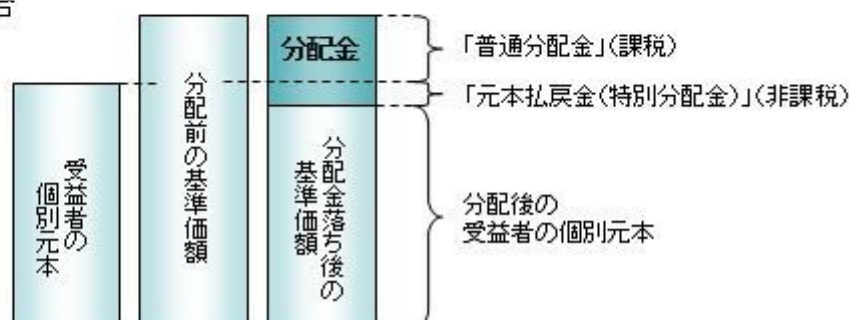 分配金
「普通分配金」(課税)
「元本払戻金(特別分配金)」(非課税)
受益者の
個別元本
分配前の基準価額
分配金落ち後の
基準価額
分配後の
受益者の個別元本